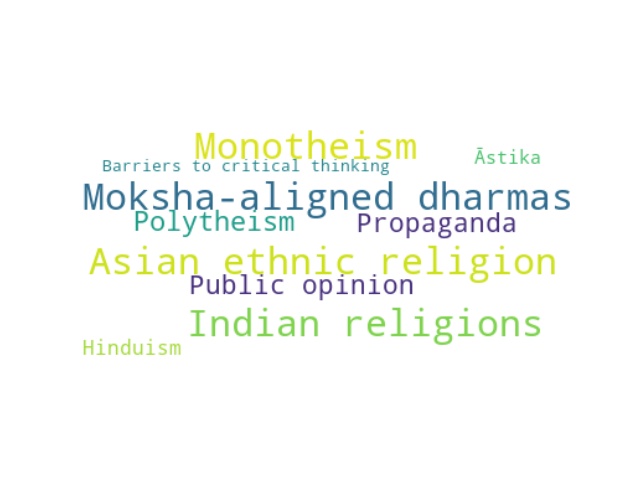 Monotheism
Āstika
Barriers to critical thinking
Moksha-aligned dharmas
Polytheism
Propaganda
Asian ethnic religion
Public opinion
Indian religions
Hinduism